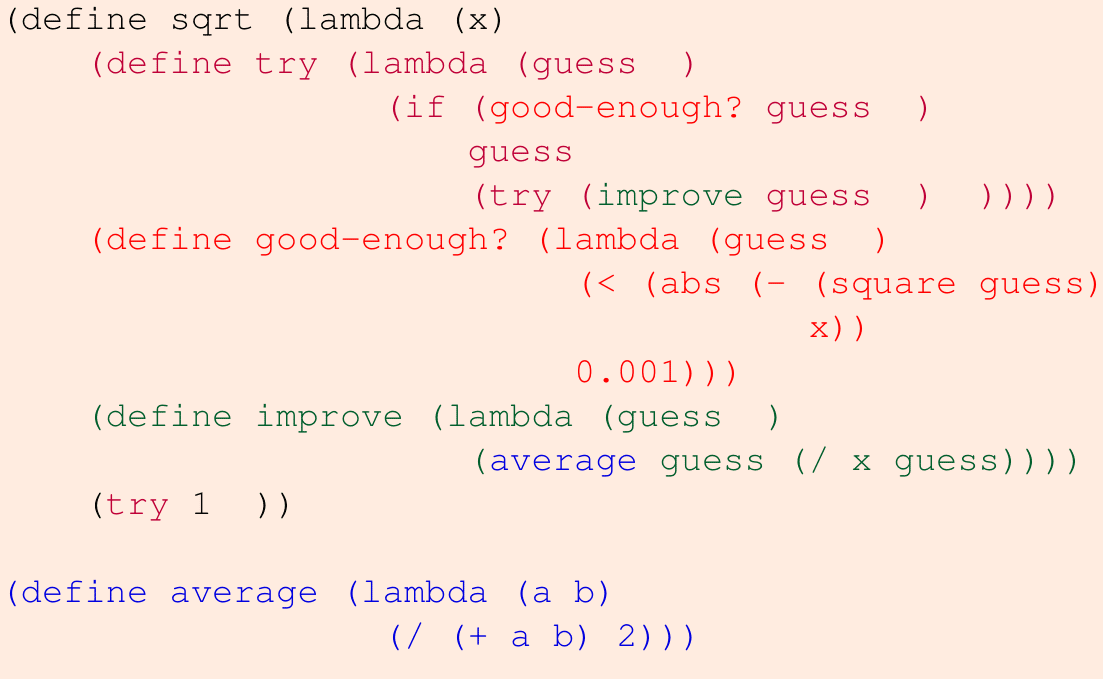 (define sqrt (lambda (x)
    (define try (lambda (guess  )
                  (if (good-enough? guess  )
                      guess
                      (try (improve guess  )  ))))
    (define good-enough? (lambda (guess  )
                           (< (abs (- (square guess)
                                      x))
                           0.001)))
    (define improve (lambda (guess  )
                      (average guess (/ x guess))))
    (try 1  ))
(define average (lambda (a b)
                  (/ (+ a b) 2)))